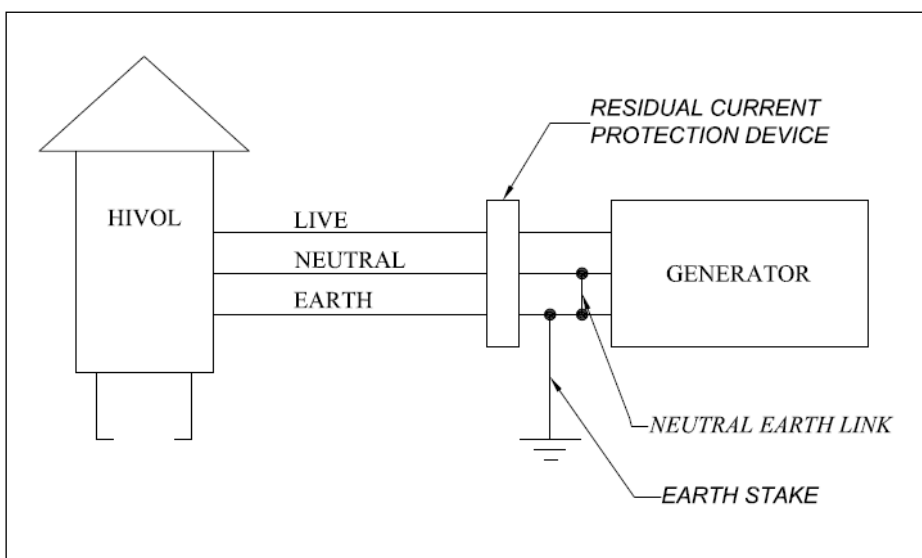 RESIDUAL CURRENT
PROTECTION DEVICE
HIVOL
LIVE
NEUTRAL
EARTH
GENERATOR
NEUTRAL EARTH LINK
EARTH STAKE